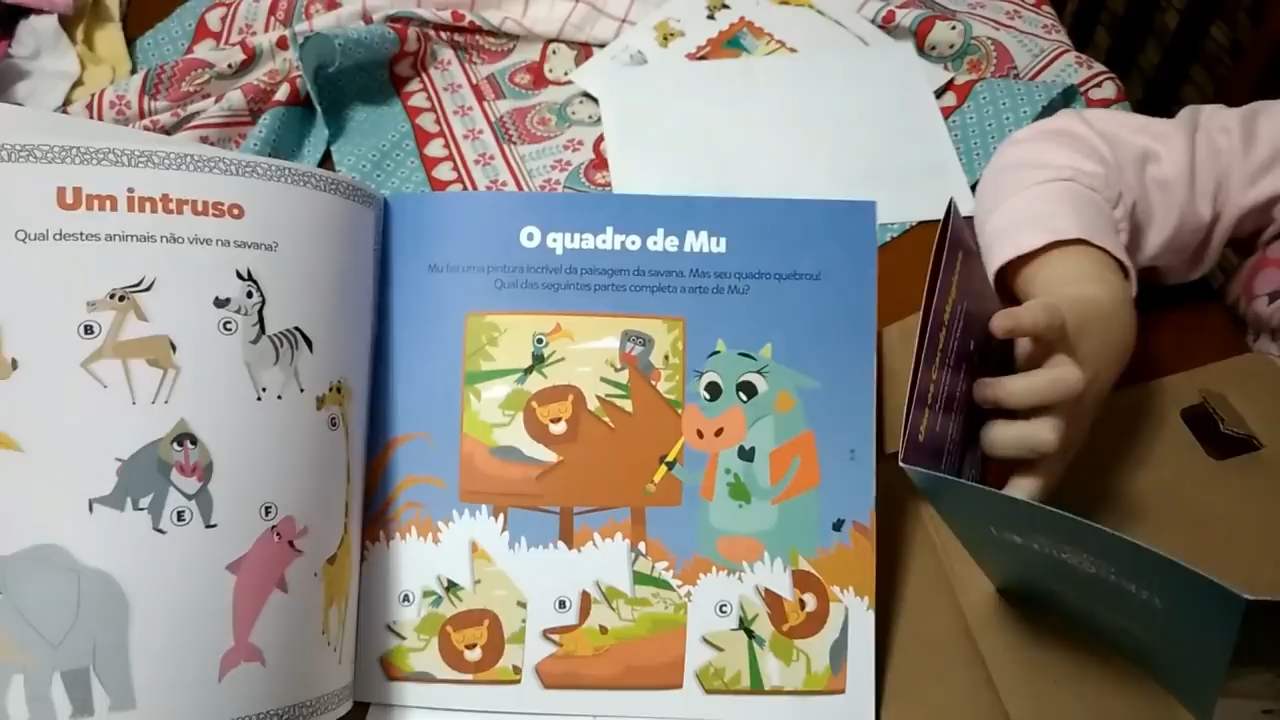 Um intruso
Qual destes animais não vive na savana?
B
C
G
E
F
O quadro de Mu
Mu fez uma pintura incrível da paisagem da savana. Mas seu quadro quebrou!
Qual das seguintes partes completa a arte de Mu?
A
B
C